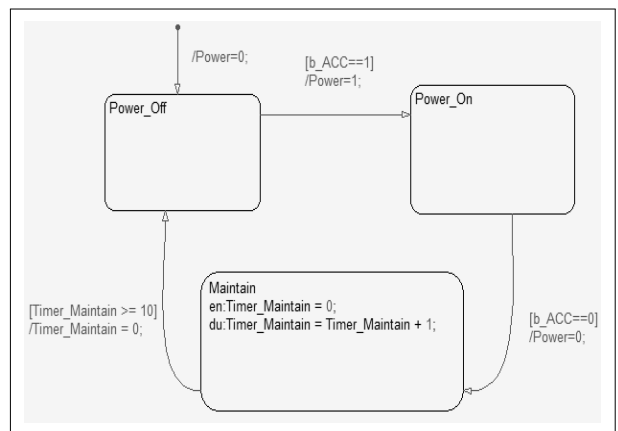 /Power=0;
[b_ACC==1]
/Power=1;
Power_Off
Power_On
Maintain
en:Timer_Maintain = 0;
du:Timer_Maintain = Timer_Maintain + 1;
[Timer_Maintain >= 10]
/Timer_Maintain = 0;
[b_ACC==0]
/Power=0;